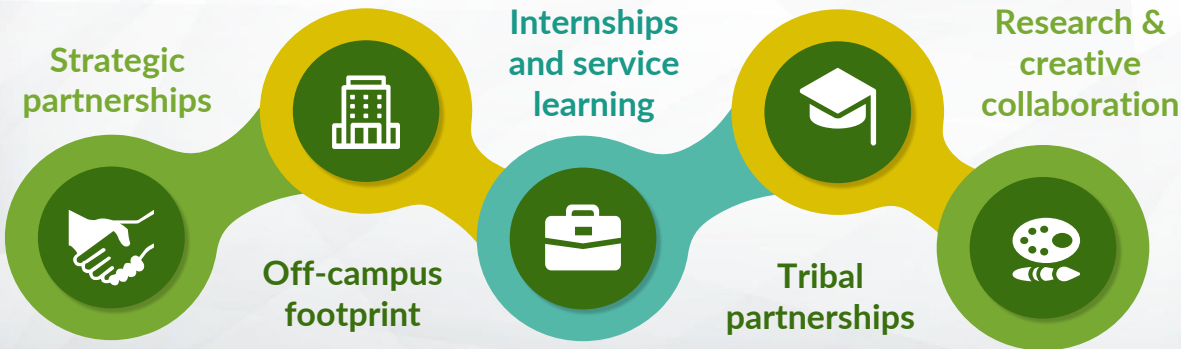 Strategic
partnerships
Off-campus
footprint
Internships
and service
learning
Tribal
partnerships
Research &
creative
collaboration